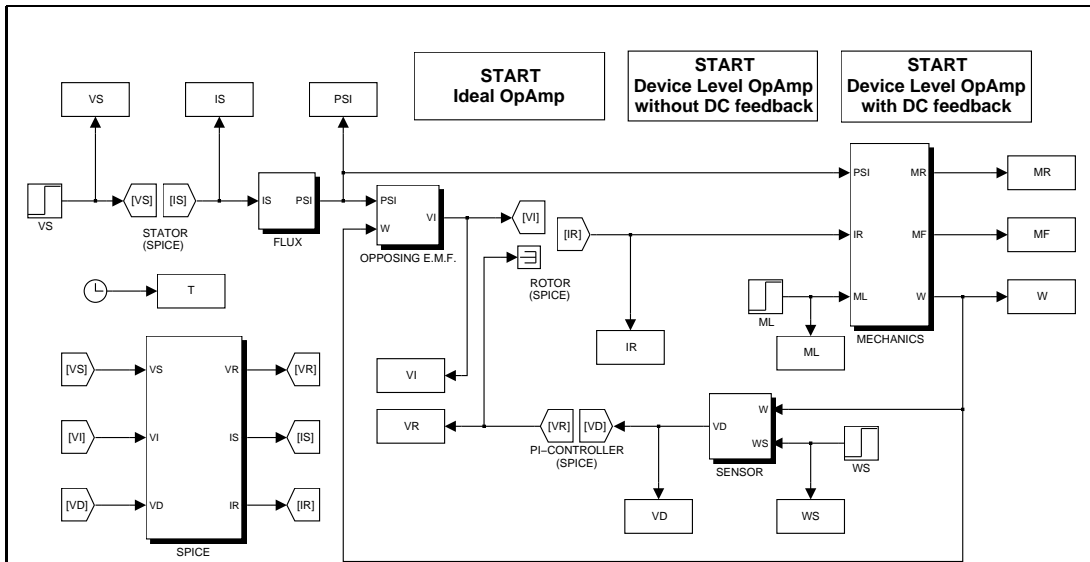 START
Ideal OpAmp
START
Device Level OpAmp
without DC feedback
START
Device Level OpAmp
with DC feedback
VS
IS
PSI
VS
[VS]
[IS]
STATOR
(SPICE)
IS
PSI
FLUX
PSI
W
VI
OPPOSING E.M.F.
[VI]
ROTOR
(SPICE)
[IR]
PSI
IR
ML
MR
MF
W
MECHANICS
MR
MF
W
T
ML
ML
IR
VI
VR
[VR]
[VD]
PI−CONTROLLER
(SPICE)
VD
W
WS
SENSOR
WS
VD
WS
[VS]
[VI]
[VD]
VS
VI
VD
VR
IS
IR
SPICE
[VR]
[IS]
[IR]